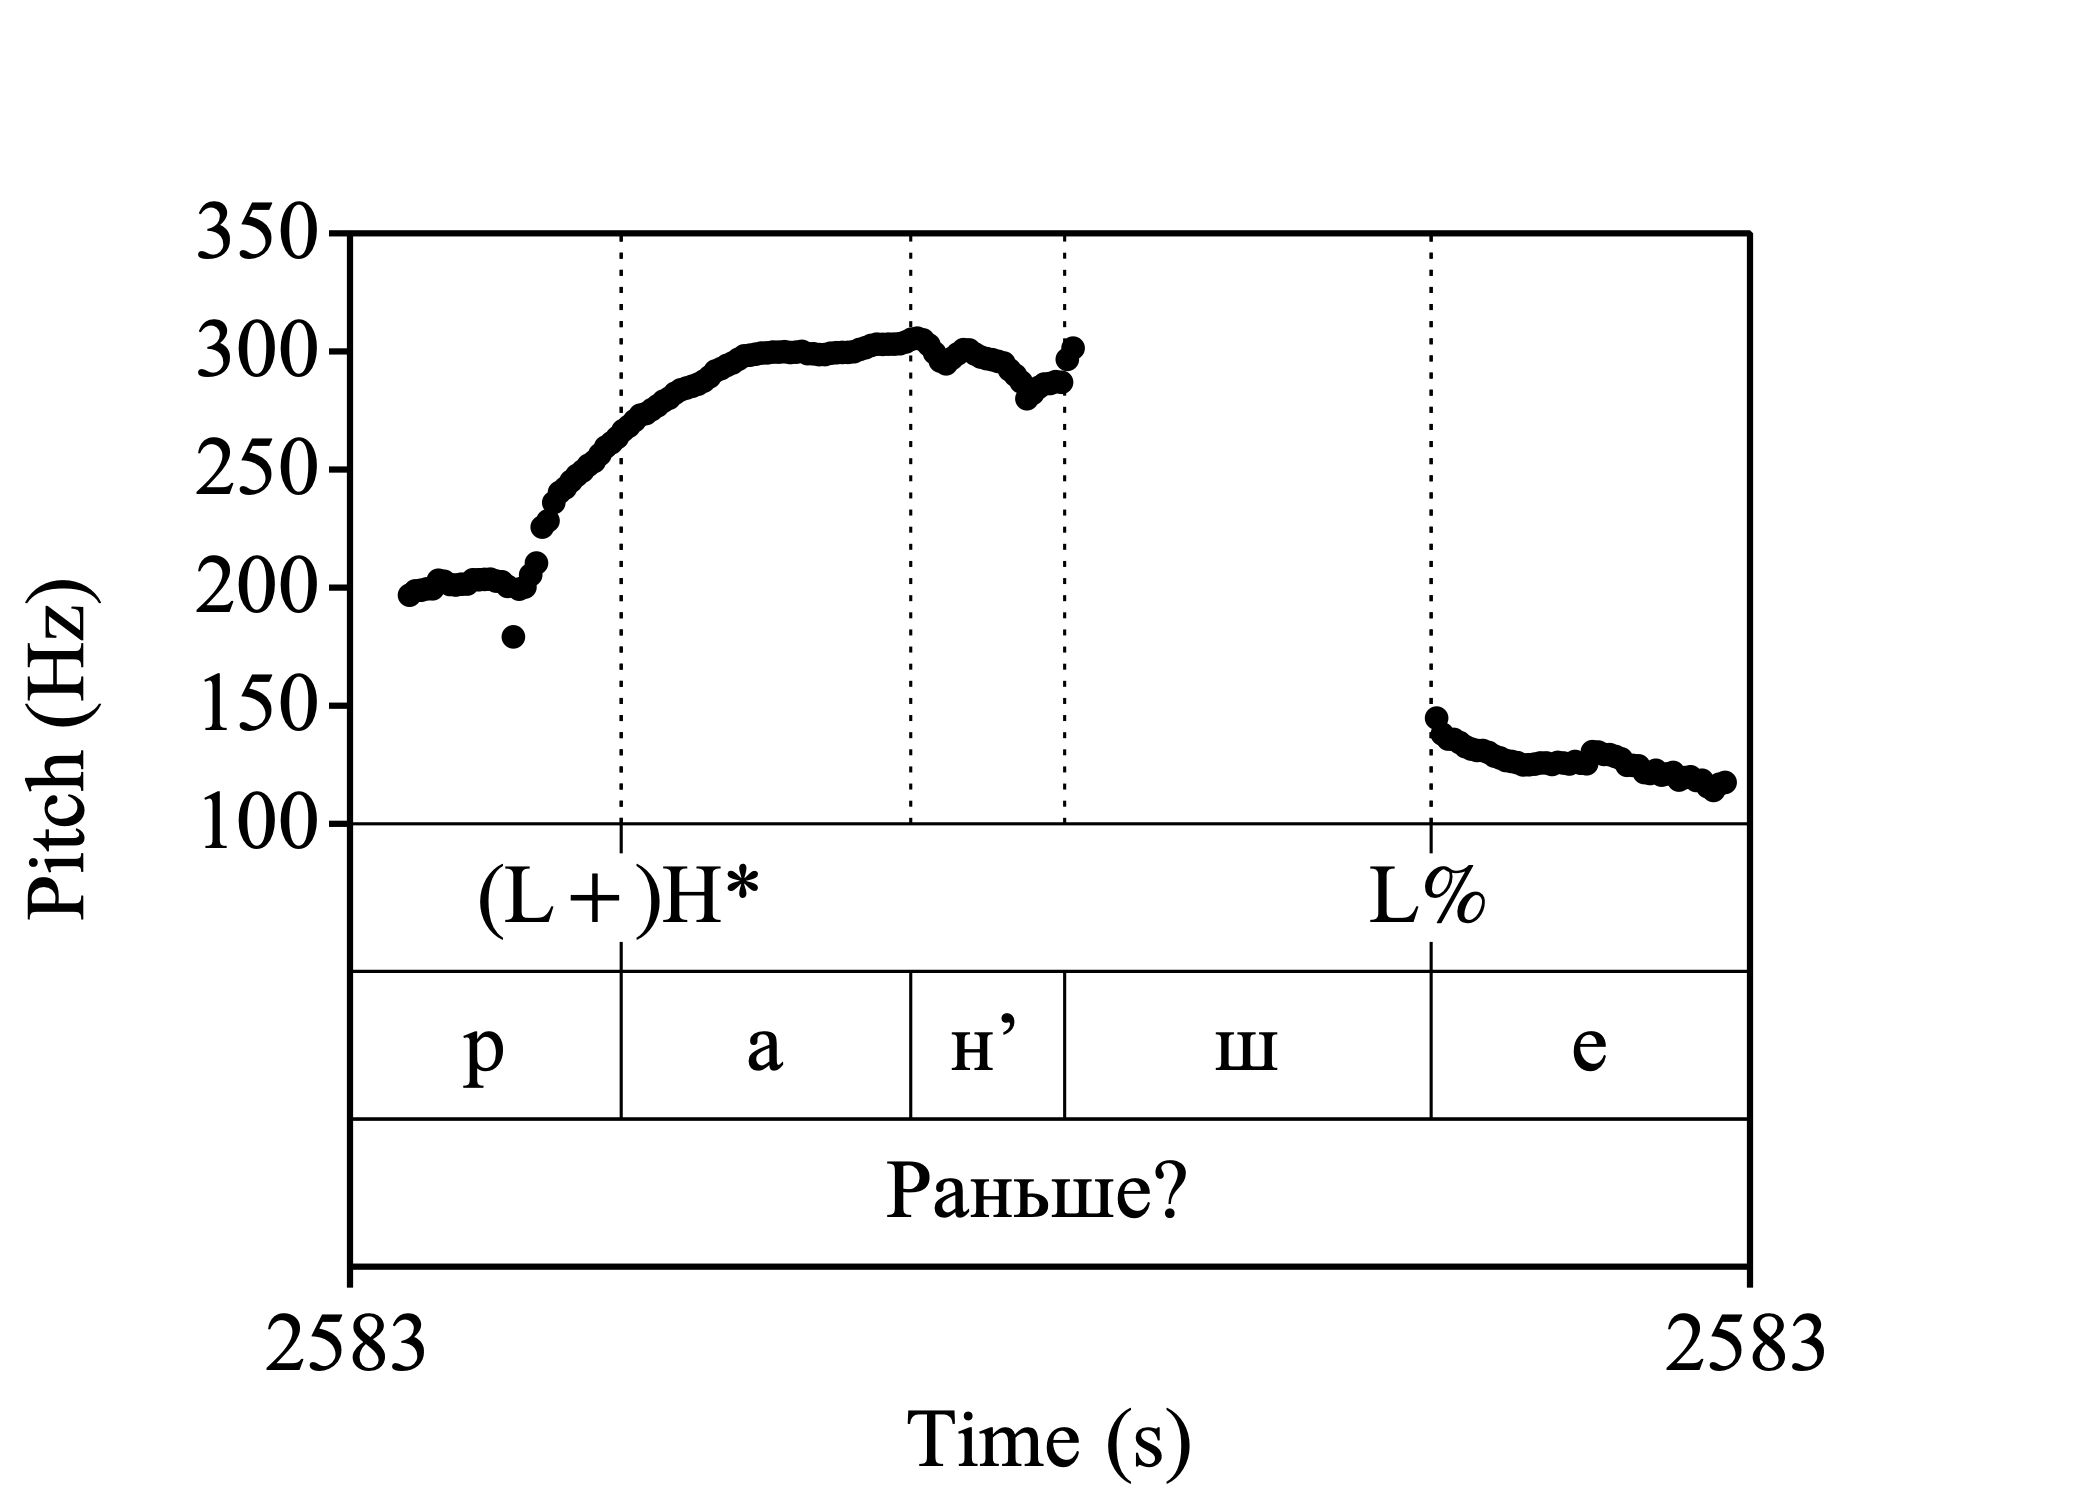 350
300
250
200
150
100
Pitch (Hz)
(L+)H* L%
р а н’ ш е
Раньше?
2583 2583
Time (s)